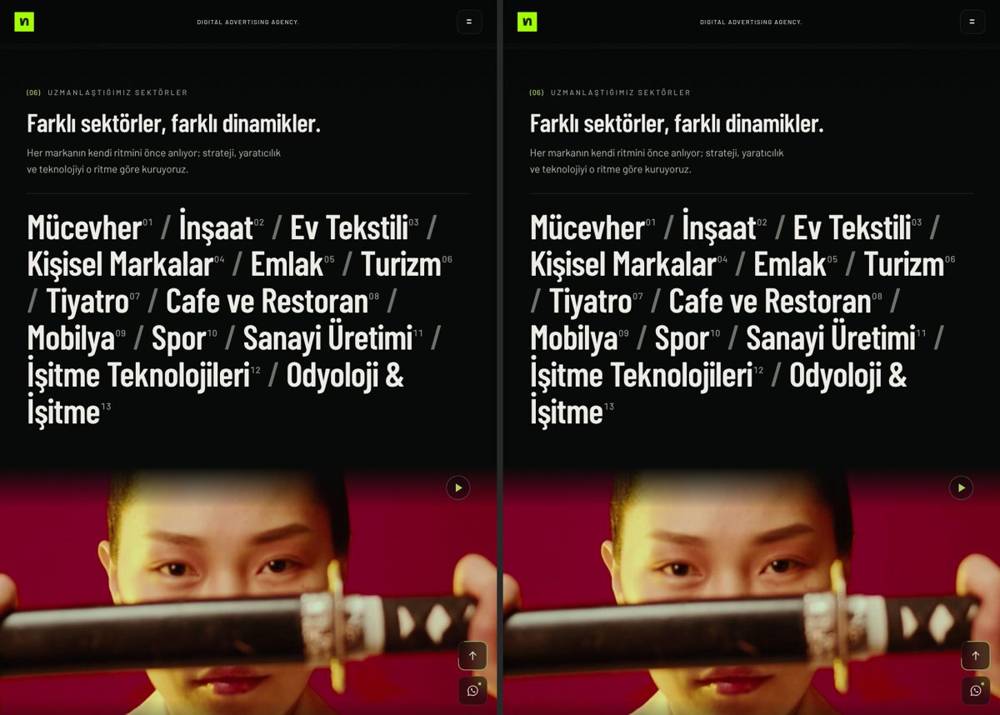 DIGITAL ADVERTISING AGENCY.
(06) UZMANLAŞTIĞIMIZ SEKTÖRLER
Farklı sektörler, farklı dinamikler.
Her markanın kendi ritmini önce anlıyor; strateji, yaratıcılık
ve teknolojiyi o ritme göre kuruyoruz.
Mücevher01 / İnşaat02 / Ev Tekstili03 /
Kişisel Markalar04 / Emlak05 / Turizm06
/ Tiyatro07 / Cafe ve Restoran08 /
Mobilya09 / Spor10 / Sanayi Üretimi11 /
İşitme Teknolojileri12 / Odyoloji &
İşitme13
DIGITAL ADVERTISING AGENCY.
(06) UZMANLAŞTIĞIMIZ SEKTÖRLER
Farklı sektörler, farklı dinamikler.
Her markanın kendi ritmini önce anlıyor; strateji, yaratıcılık
ve teknolojiyi o ritme göre kuruyoruz.
Mücevher01 / İnşaat02 / Ev Tekstili03 /
Kişisel Markalar04 / Emlak05 / Turizm06
/ Tiyatro07 / Cafe ve Restoran08 /
Mobilya09 / Spor10 / Sanayi Üretimi11 /
İşitme Teknolojileri12 / Odyoloji &
İşitme13